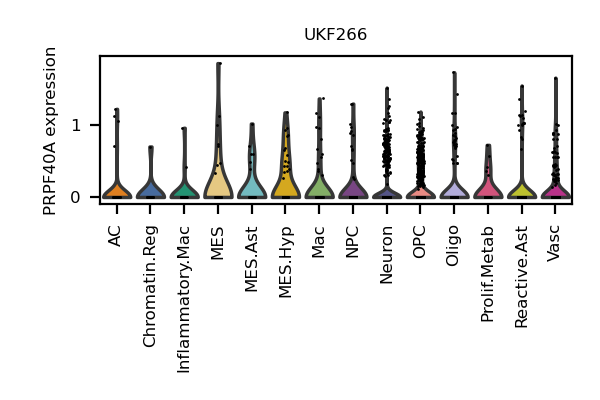 UKF266
PRPF40A expression
1
0
AC
Chromatin.Reg
Inflammatory.Mac
MES
MES.Ast
MES.Hyp
Mac
NPC
Neuron
OPC
Oligo
Prolif.Metab
Reactive.Ast
Vasc